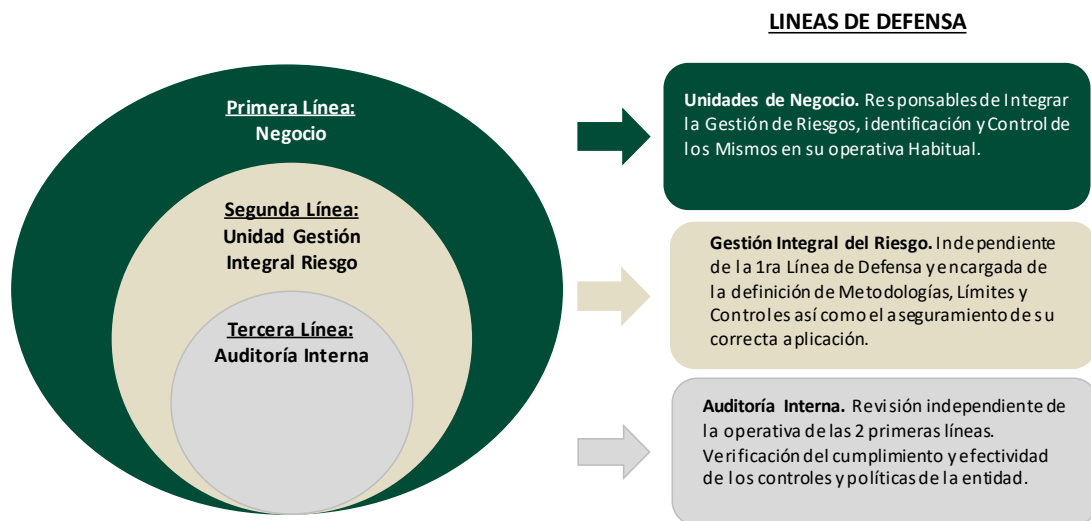 LINEAS DE DEFENSA
Primera Línea:
Negocio
Unidades de Negocio. Responsables de Integrar
la Gestión de Riesgos, identificación y Control de
los Mismos en su operativa Habitual.
Segunda Línea:
Unidad Gestión
Integral Riesgo
Gestión Integral del Riesgo. Independiente
de la 1ra Línea de Defensa y encargada de
la definición de Metodologías, Límites y
Controles así como el aseguramiento de su
correcta aplicación.
Tercera Línea:
Auditoría Interna
Auditoría Interna. Revisión independiente de
la operativa de las 2 primeras líneas.
Verificación del cumplimiento y efectividad
de los controles y políticas de la entidad.